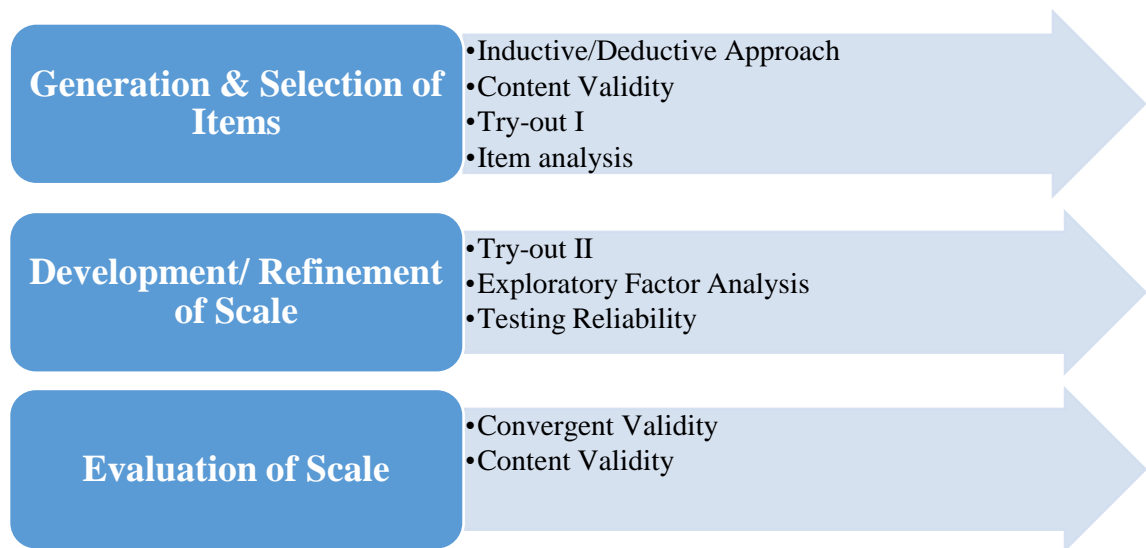 Generation & Selection of
Items
•Inductive/Deductive Approach
•Content Validity
•Try-out I
•Item analysis
Development/ Refinement
of Scale
•Try-out II
•Exploratory Factor Analysis
•Testing Reliability
Evaluation of Scale
•Convergent Validity
•Content Validity